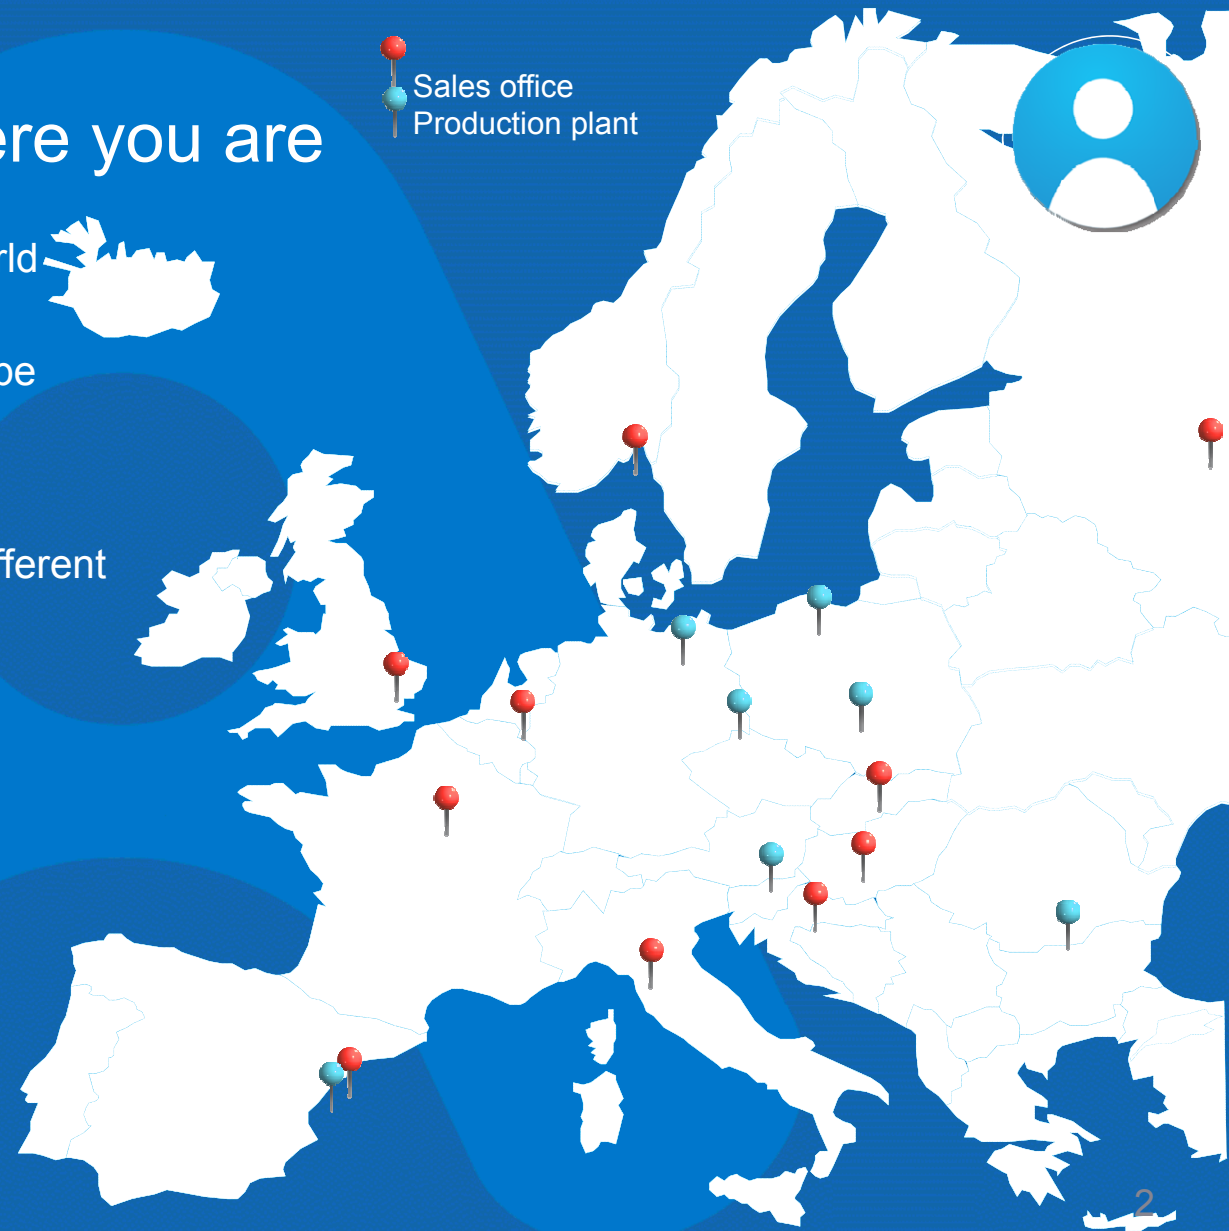 Sales office
Production plant
ere you are
rld
pe
fferent
2